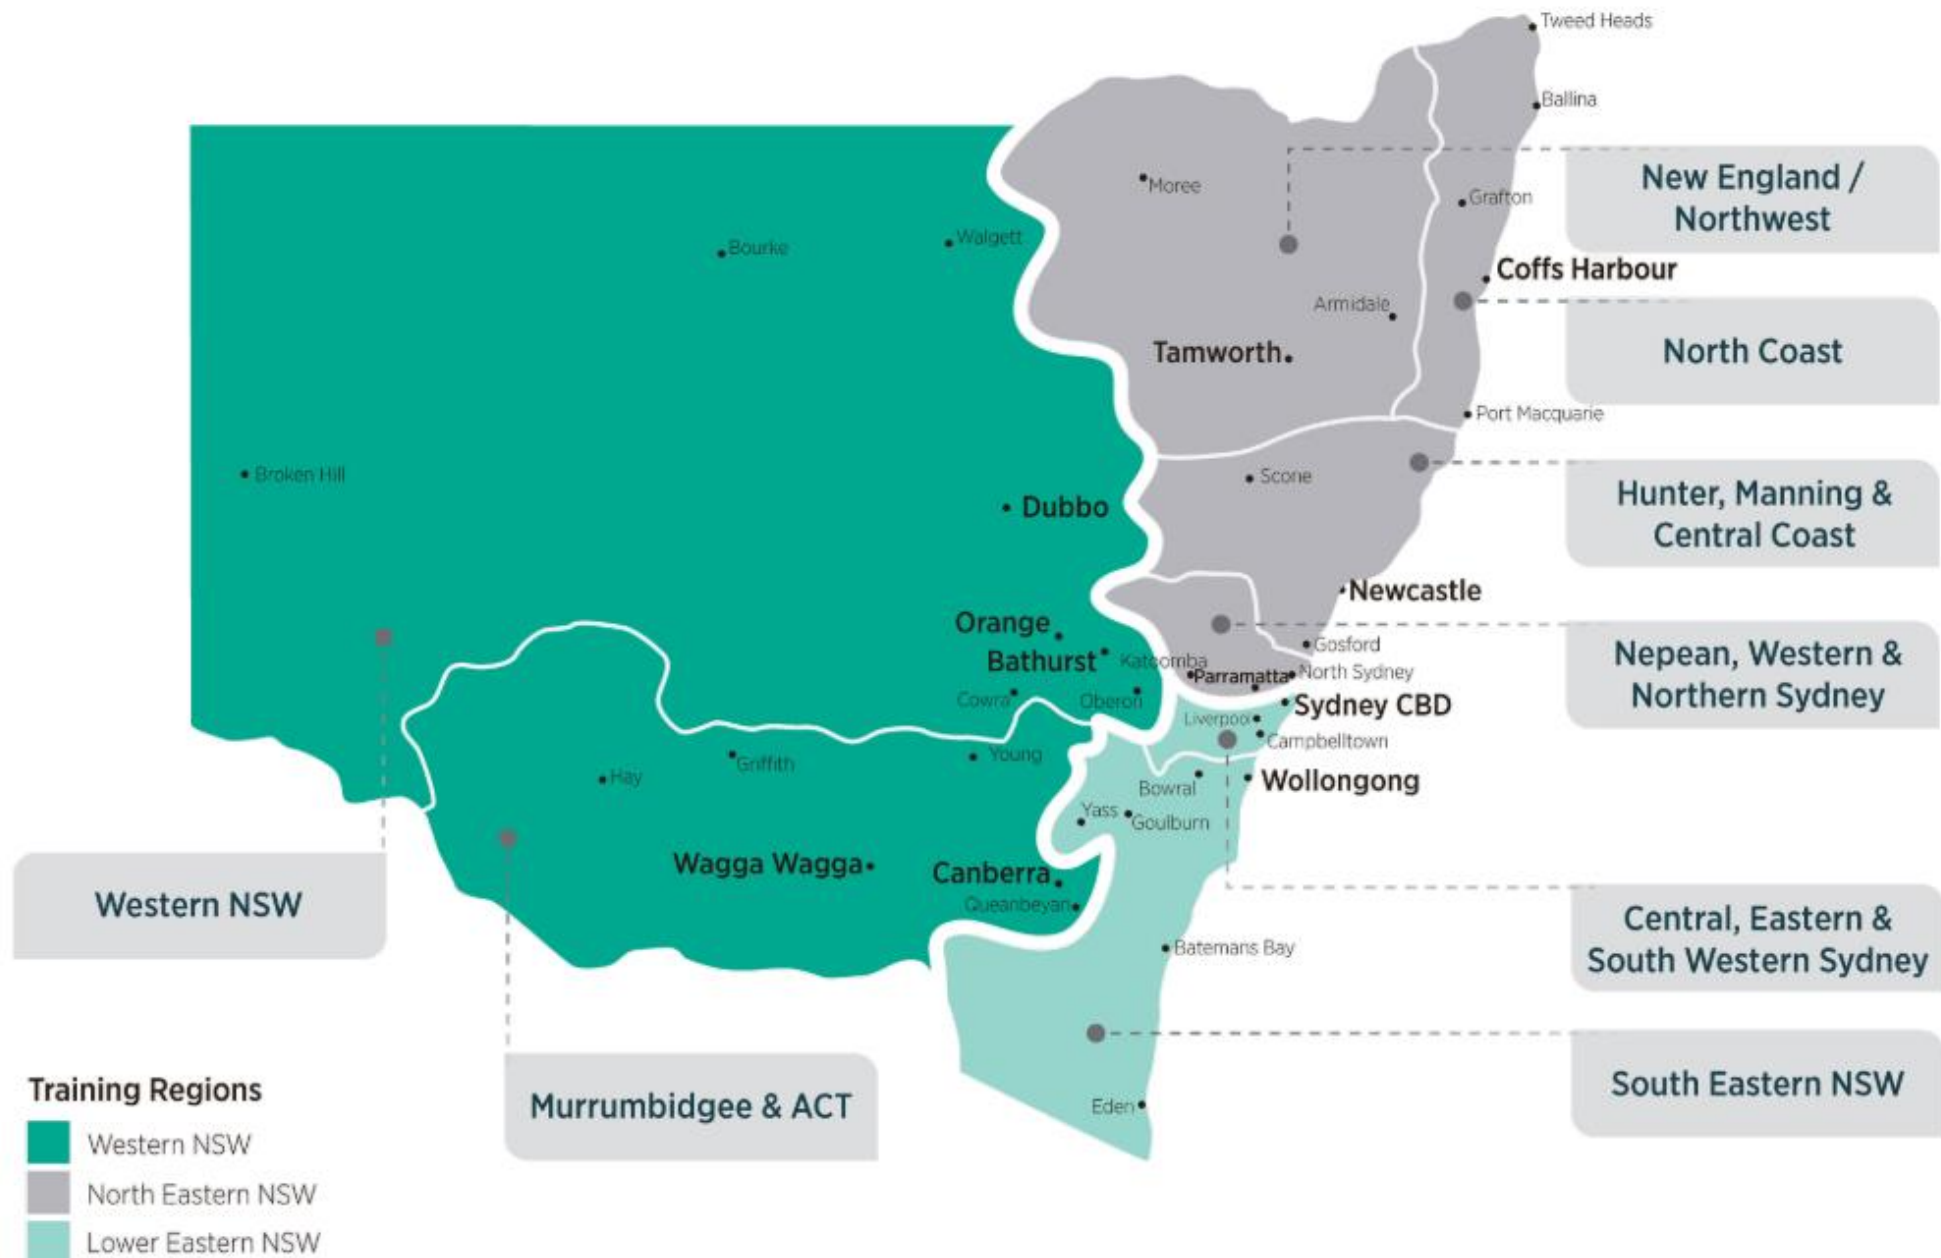 Tweed Heads
Ballina
New England /
Northwest
Moree
Grafton
Bourke
Walgett
Coffs Harbour
Armidale
North Coast
Tamworth
Port Macquarie
Broken Hill
Scone
Hunter, Manning &
Central Coast
Dubbo
Newcastle
Orange
Gosford
Bathurst
Katoomba
Nepean, Western &
Northern Sydney
Parramatta
North Sydney
Cowra
Oberon
Sydney CBD
Liverpool
Campbelltown
Young
Griffith
Hay
Bowral
Wollongong
Yass
Goulburn
Wagga Wagga
Canberra
Queanbeyan
Western NSW
Central, Eastern &
South Western Sydney
Batemans Bay
South Eastern NSW
Murrumbidgee & ACT
Eden
Training Regions
Western NSW
North Eastern NSW
Lower Eastern NSW